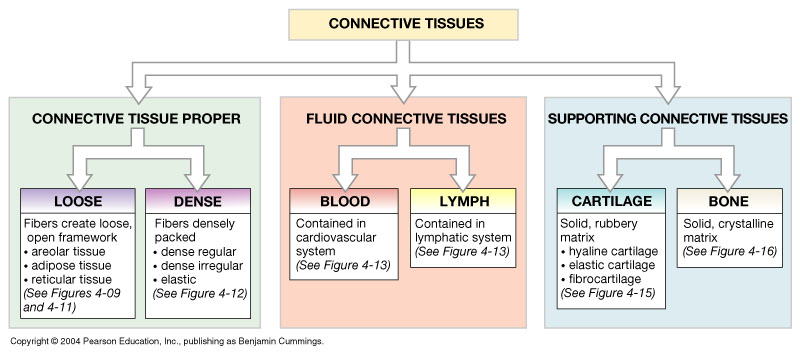 CONNECTIVE TISSUES
CONNECTIVE TISSUE PROPER
LOOSE
Fibers create loose,
open framework
• areolar tissue
• adipose tissue
• reticular tissue
(See Figures 4-09
and 4-11)
DENSE
Fibers densely
packed
• dense regular
• dense irregular
• elastic
(See Figure 4-12)
FLUID CONNECTIVE TISSUES
BLOOD
Contained in
cardiovascular
system
(See Figure 4-13)
LYMPH
Contained in
lymphatic system
(See Figure 4-13)
SUPPORTING CONNECTIVE TISSUES
CARTILAGE
Solid, rubbery
matrix
• hyaline cartilage
• elastic cartilage
• fibrocartilage
(See Figure 4-15)
BONE
Solid, crystalline
matrix
(See Figure 4-16)
Copyright © 2004 Pearson Education, Inc., publishing as Benjamin Cummings.